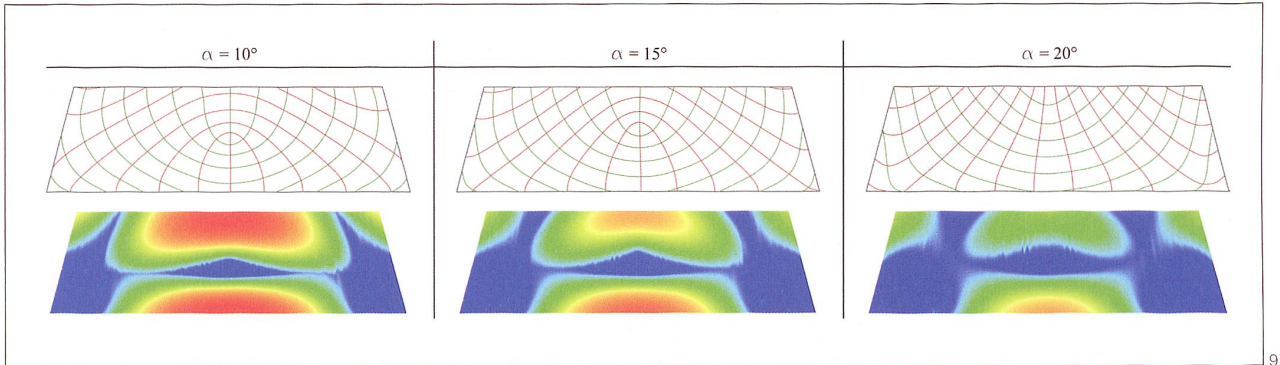 α = 10° α = 15° α = 20°
9